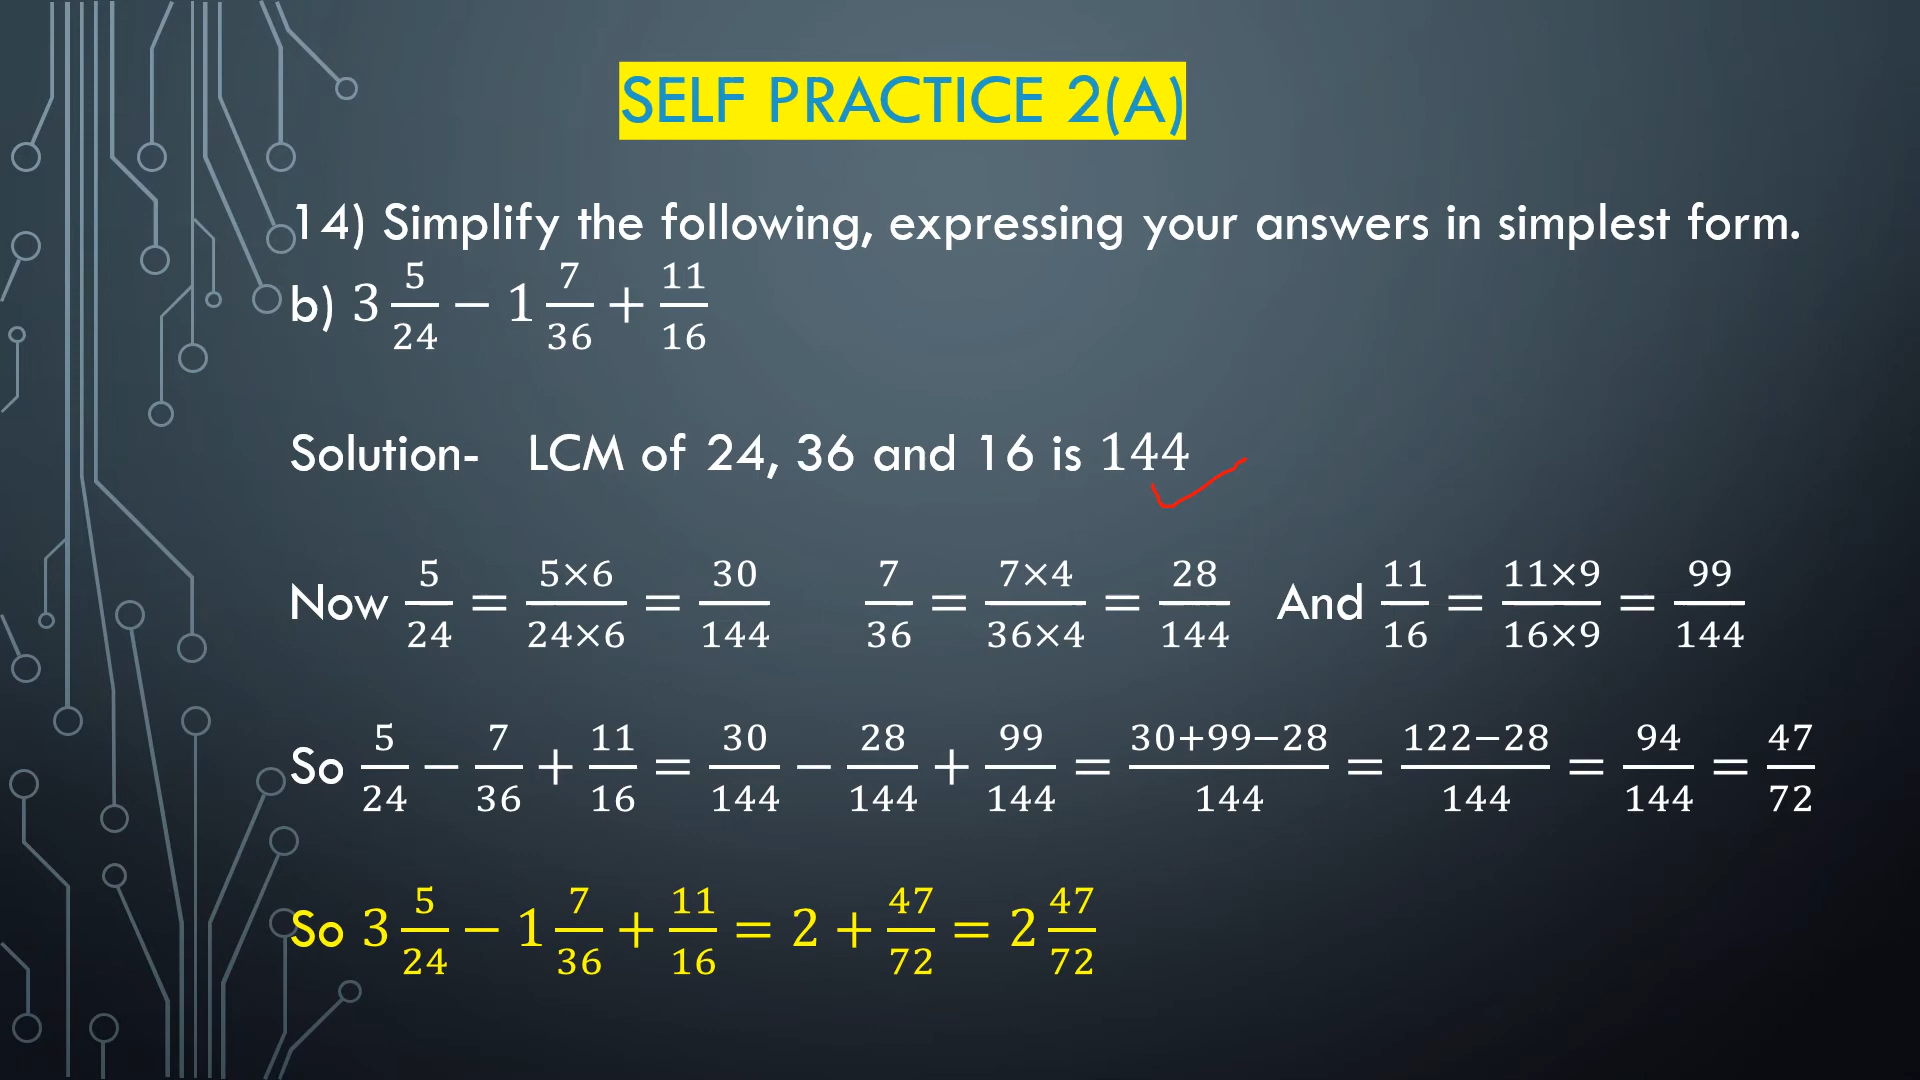 SELF PRACTICE 2(A)
14) Simplify the following, expressing your answers in simplest form.
b) 3 5/24 − 1 7/36 + 11/16
Solution- LCM of 24, 36 and 16 is 144
Now 5/24 = 5×6/24×6 = 30/144 7/36 = 7×4/36×4 = 28/144 And 11/16 = 11×9/16×9 = 99/144
So 5/24 − 7/36 + 11/16 = 30/144 − 28/144 + 99/144 = 30+99−28/144 = 122−28/144 = 94/144 = 47/72
So 3 5/24 − 1 7/36 + 11/16 = 2 + 47/72 = 2 47/72